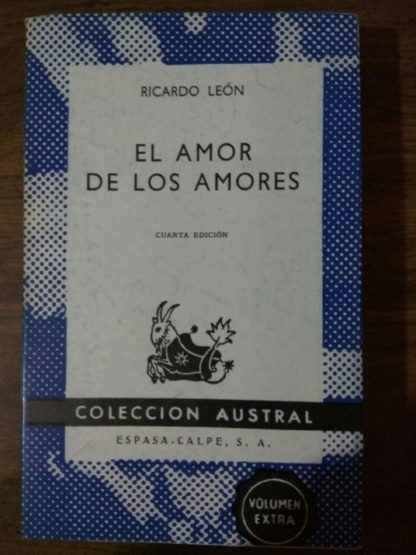 RICARDO LEÓN
EL AMOR
DE LOS AMORES
CUARTA EDICIÓN
COLECCION AUSTRAL
ESPASA-CALPE, S. A.
VOLUMEN
EXTRA